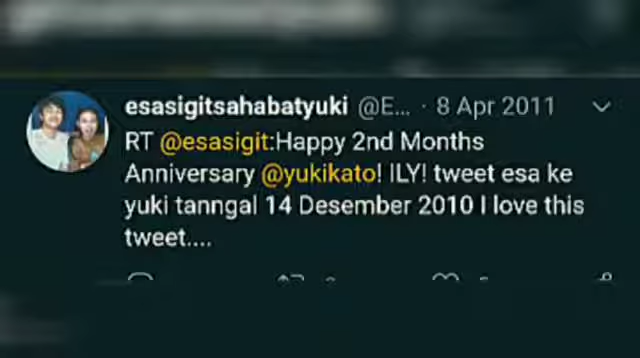 esasigitsahabatyuki @E... · 8 Apr 2011
RT @esasigit:Happy 2nd Months
Anniversary @yukikato! ILY! tweet esa ke
yuki tanngal 14 Desember 2010 I love this
tweet....